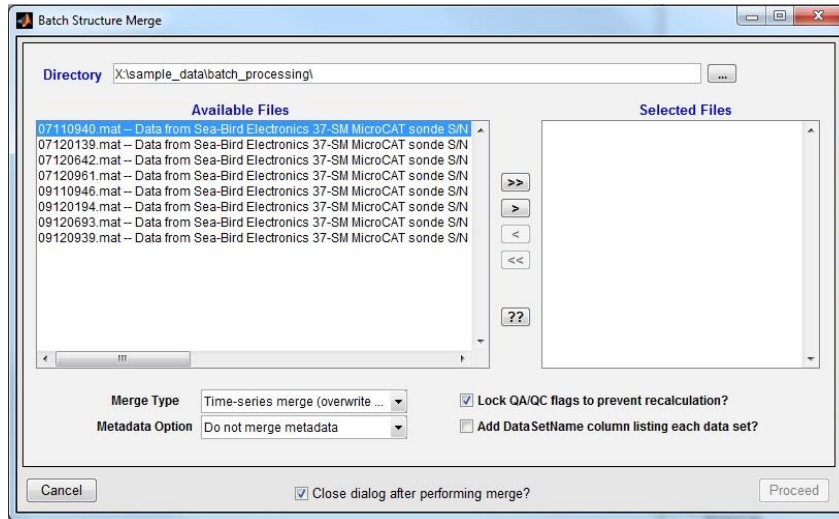 Batch Structure Merge
Directory X:\sample_data\batch_processing\ ...
Available Files
Selected Files
07110940.mat -- Data from Sea-Bird Electronics 37-SM MicroCAT sonde S/N
07120139.mat -- Data from Sea-Bird Electronics 37-SM MicroCAT sonde S/N
07120642.mat -- Data from Sea-Bird Electronics 37-SM MicroCAT sonde S/N
07120961.mat -- Data from Sea-Bird Electronics 37-SM MicroCAT sonde S/N
09110946.mat -- Data from Sea-Bird Electronics 37-SM MicroCAT sonde S/N
09120194.mat -- Data from Sea-Bird Electronics 37-SM MicroCAT sonde S/N
09120693.mat -- Data from Sea-Bird Electronics 37-SM MicroCAT sonde S/N
09120939.mat -- Data from Sea-Bird Electronics 37-SM MicroCAT sonde S/N
>>
>
<
<<
??
Merge Type Time-series merge (overwrite ...
Lock QA/QC flags to prevent recalculation?
Metadata Option Do not merge metadata
Add DataSetName column listing each data set?
Cancel
Close dialog after performing merge?
Proceed